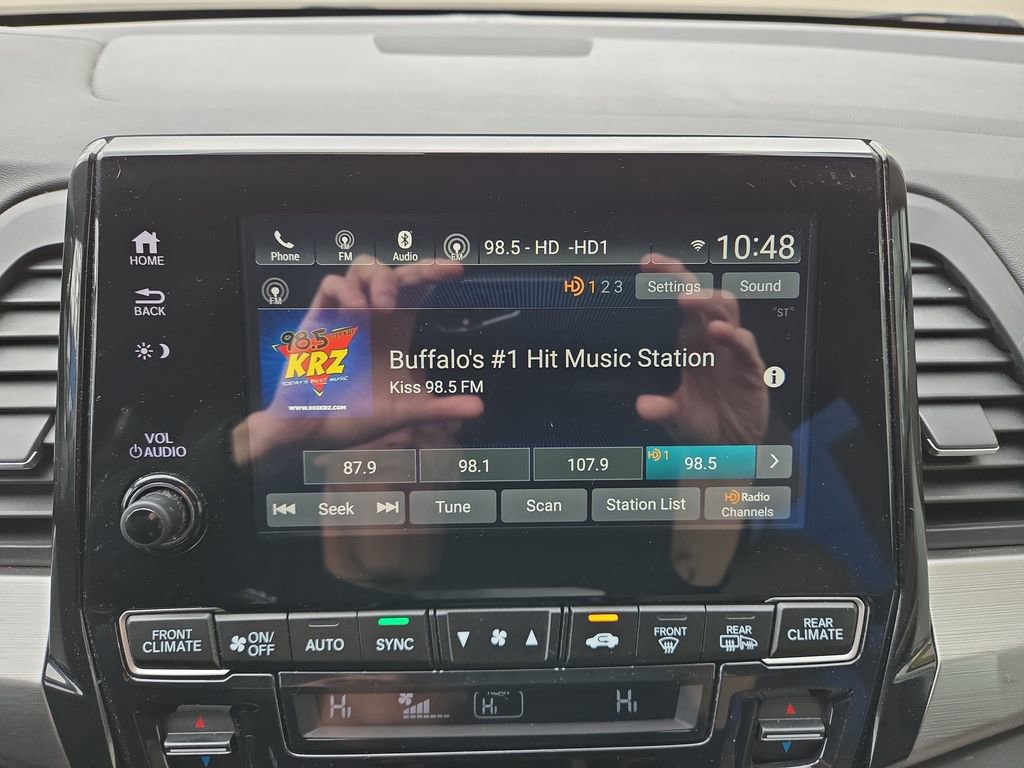 HOME
BACK
VOL
AUDIO
Phone
FM
Audio
FM
98.5 - HD -HD1
10:48
FM
HD 1 2 3
Settings
Sound
ST
98.5
KRZ
TODAY'S BEST MUSIC
WWW.985KRZ.COM
Buffalo's #1 Hit Music Station
Kiss 98.5 FM
i
87.9
98.1
107.9
HD 1
98.5
Seek
Tune
Scan
Station List
HD Radio
Channels
FRONT
CLIMATE
ON/
OFF
AUTO
SYNC
FRONT
REAR
REAR
CLIMATE
Hi
REAR
Hi
Hi